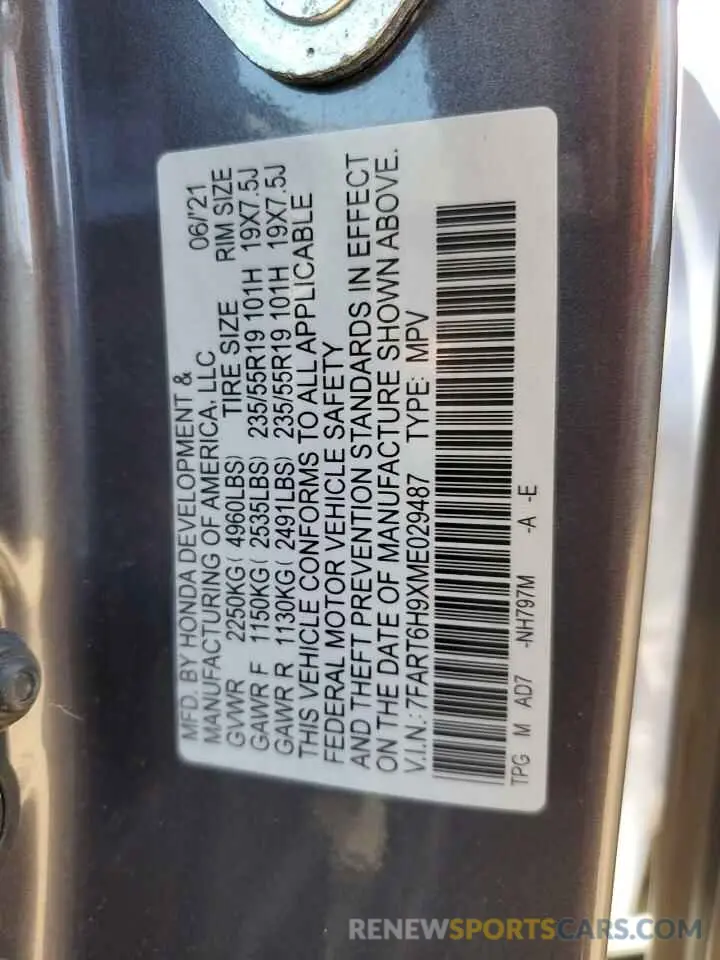 MFD. BY HONDA DEVELOPMENT &
MANUFACTURING OF AMERICA, LLC 06/'21
GVWR 2250KG( 4960LBS) TIRE SIZE RIM SIZE
GAWR F 1150KG( 2535LBS) 235/55R19 101H 19X7.5J
GAWR R 1130KG( 2491LBS) 235/55R19 101H 19X7.5J
THIS VEHICLE CONFORMS TO ALL APPLICABLE
FEDERAL MOTOR VEHICLE SAFETY
AND THEFT PREVENTION STANDARDS IN EFFECT
ON THE DATE OF MANUFACTURE SHOWN ABOVE.
V.I.N.: 7FART6H9XME029487 TYPE: MPV
TPG M AD7 -NH797M -A -E
RENEWSPORTSCARS.COM